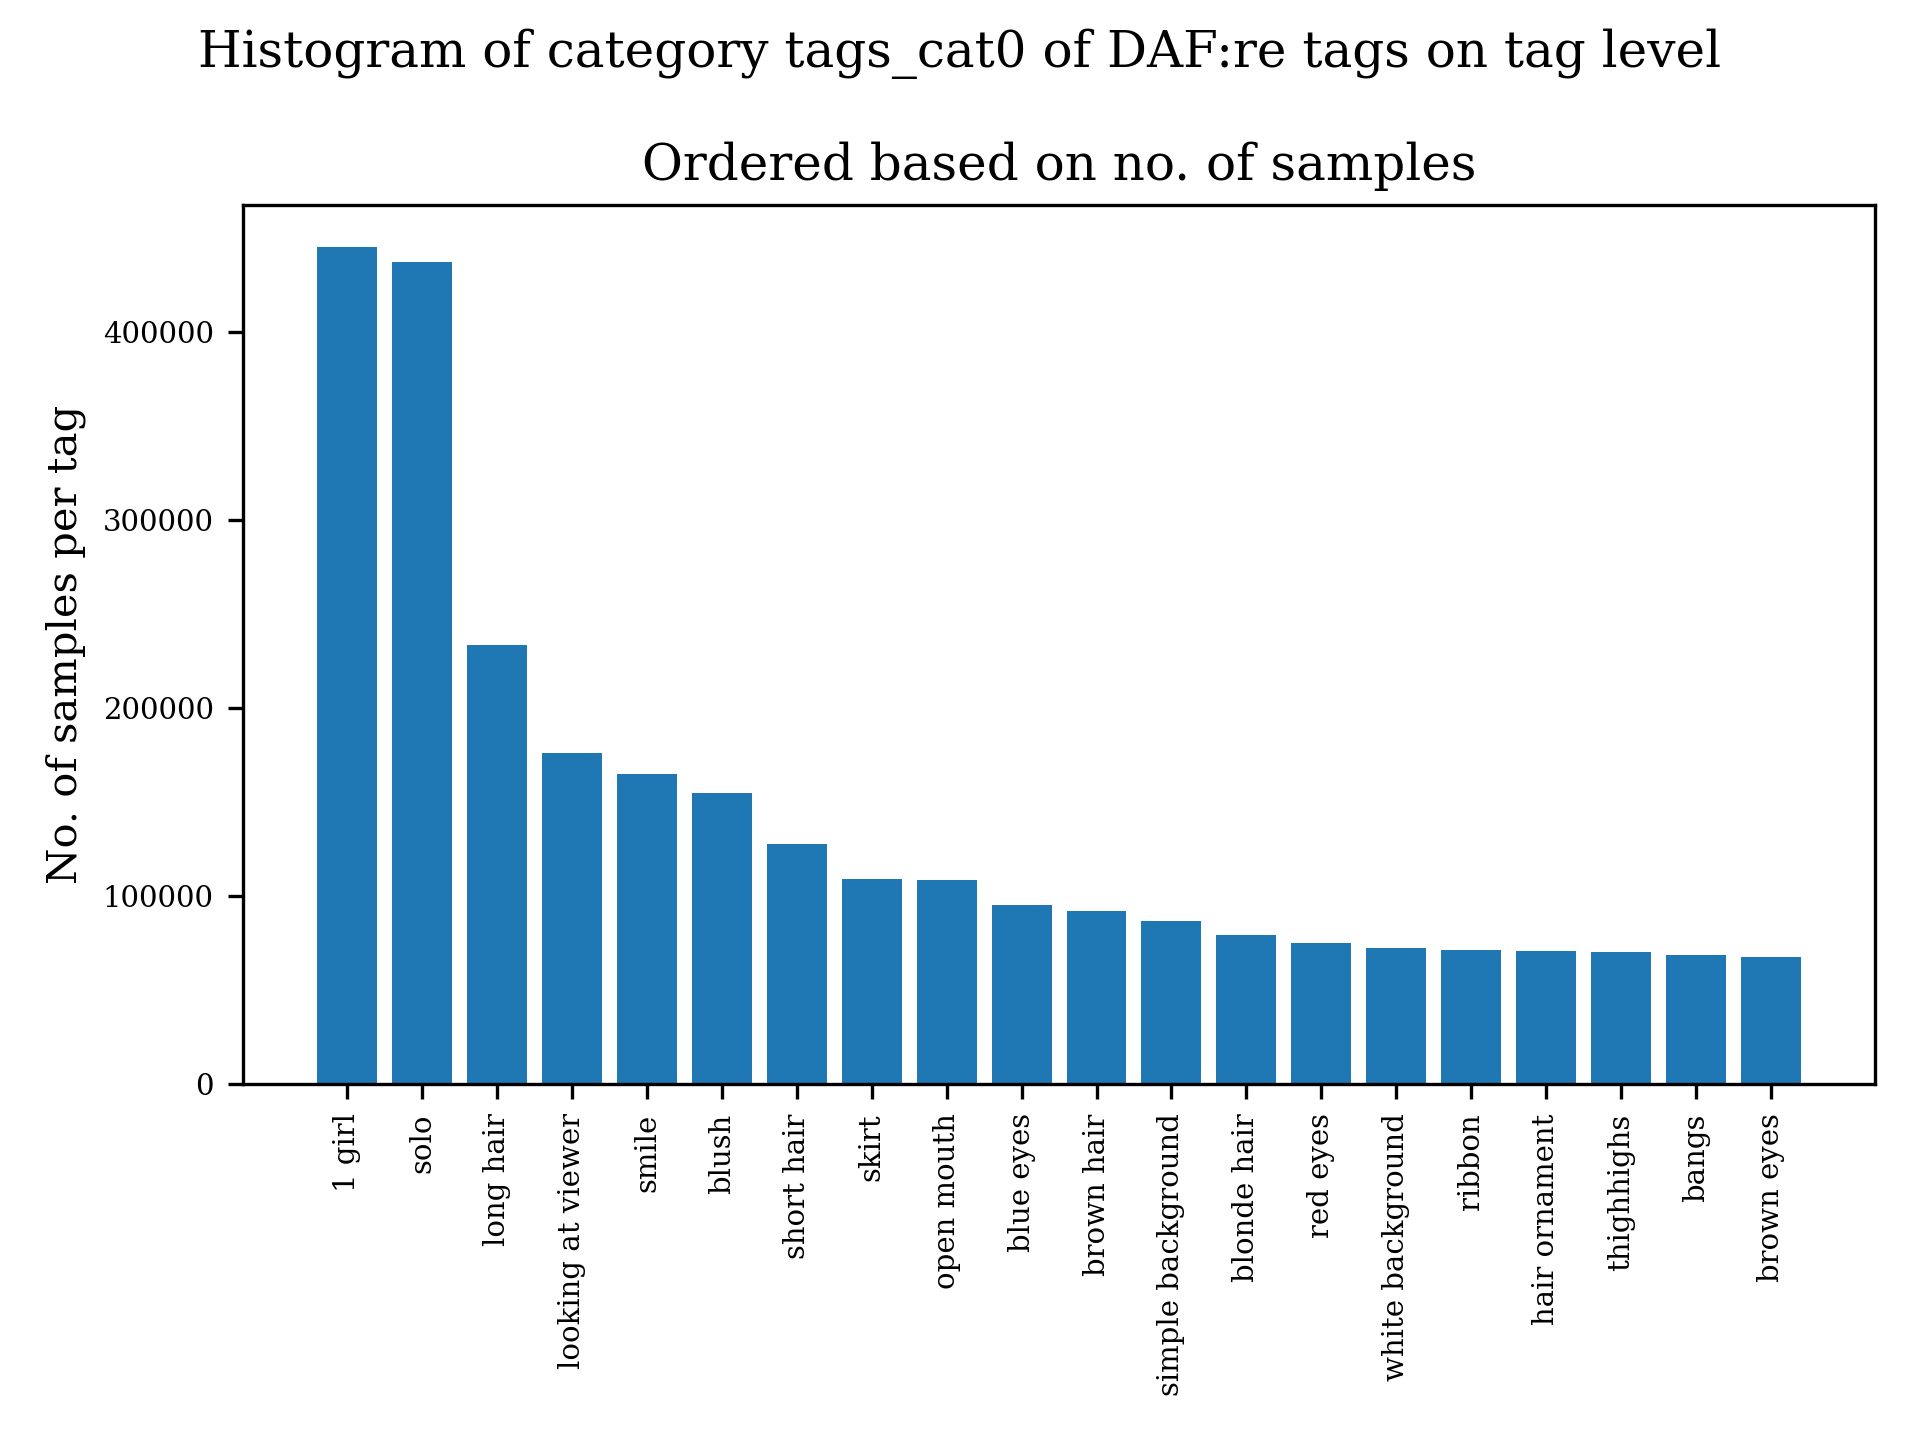 Histogram of category tags_cat0 of DAF:re tags on tag level
Ordered based on no. of samples
No. of samples per tag
400000
300000
200000
100000
0
1 girl
solo
long hair
looking at viewer
smile
blush
short hair
skirt
open mouth
blue eyes
brown hair
simple background
blonde hair
red eyes
white background
ribbon
hair ornament
thighhighs
bangs
brown eyes